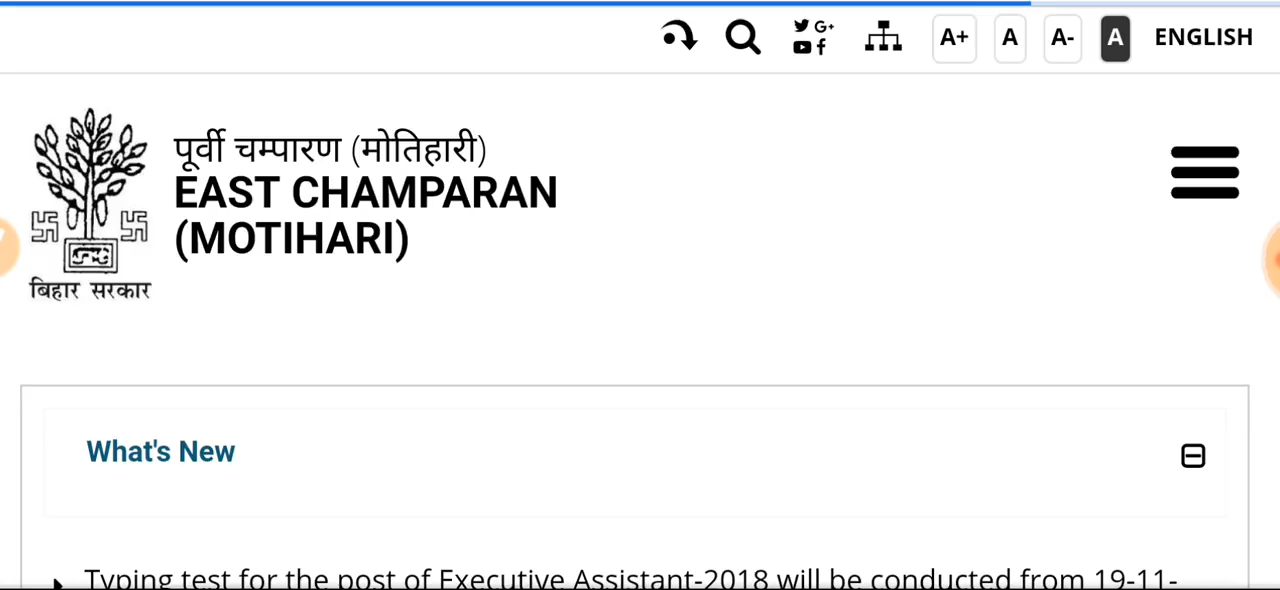 A+ A A- A ENGLISH
पूर्वी चम्पारण (मोतिहारी)
EAST CHAMPARAN
(MOTIHARI)
बिहार सरकार
What's New
Typing test for the post of Executive Assistant-2018 will be conducted from 19-11-